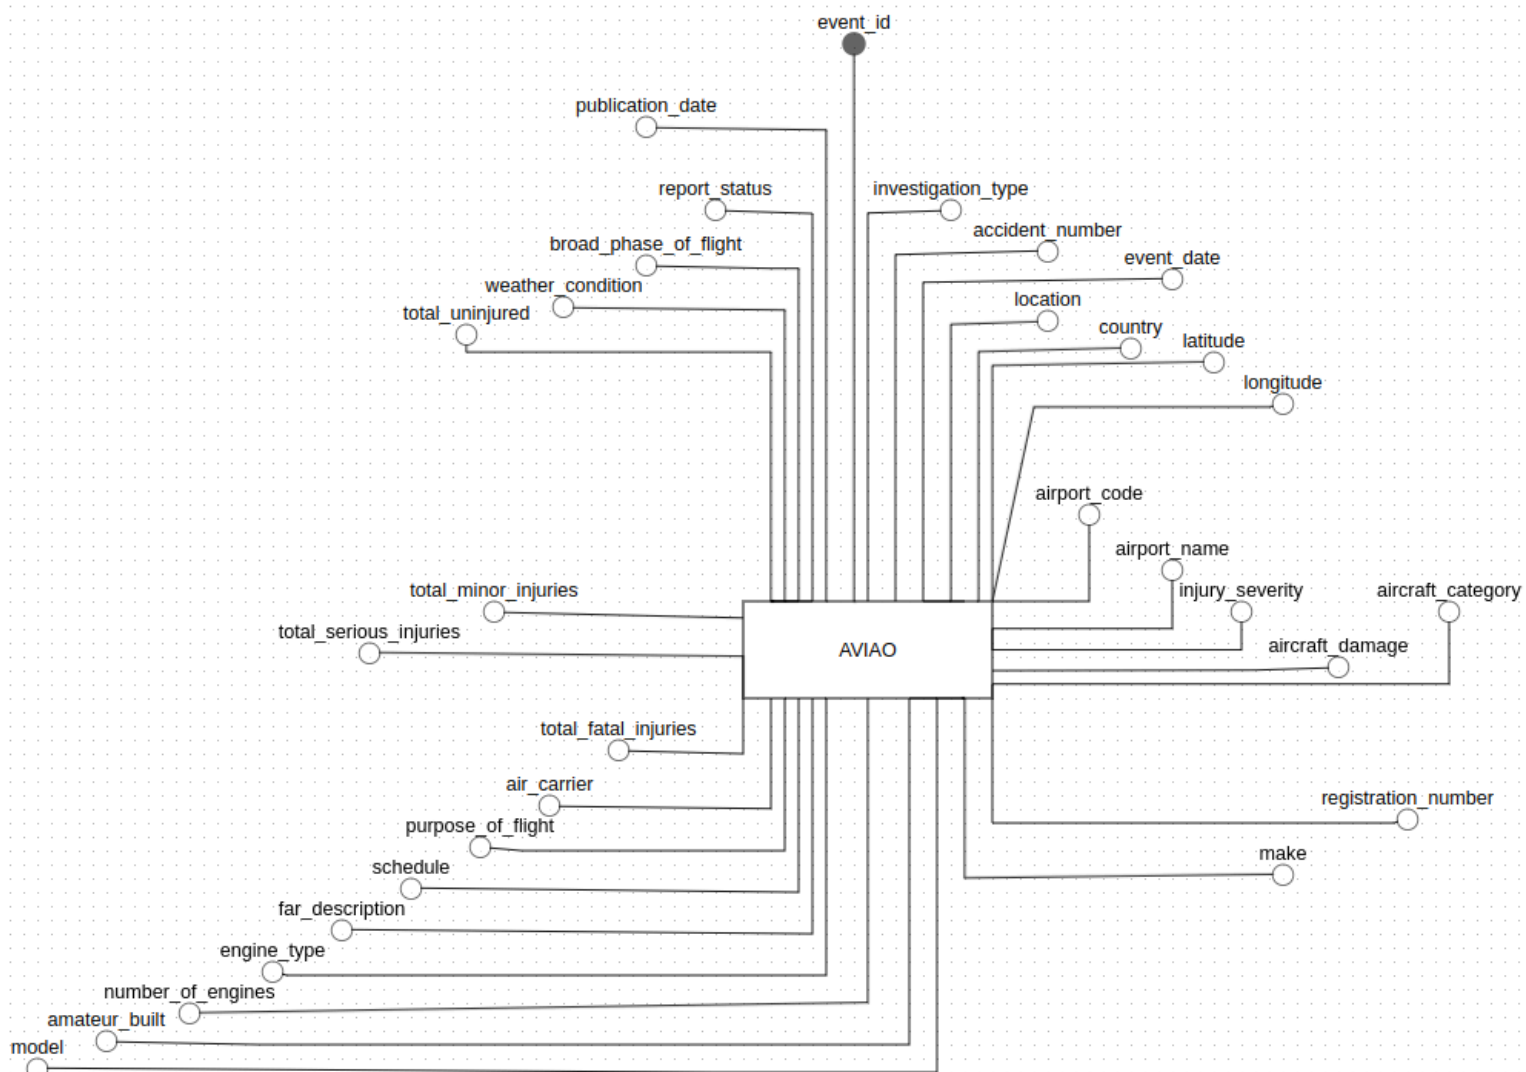 event_id
publication_date
report_status
investigation_type
accident_number
broad_phase_of_flight
event_date
weather_condition
location
total_uninjured
country
latitude
longitude
airport_code
airport_name
total_minor_injuries
injury_severity
aircraft_category
total_serious_injuries
aircraft_damage
AVIAO
total_fatal_injuries
air_carrier
registration_number
purpose_of_flight
make
schedule
far_description
engine_type
number_of_engines
amateur_built
model